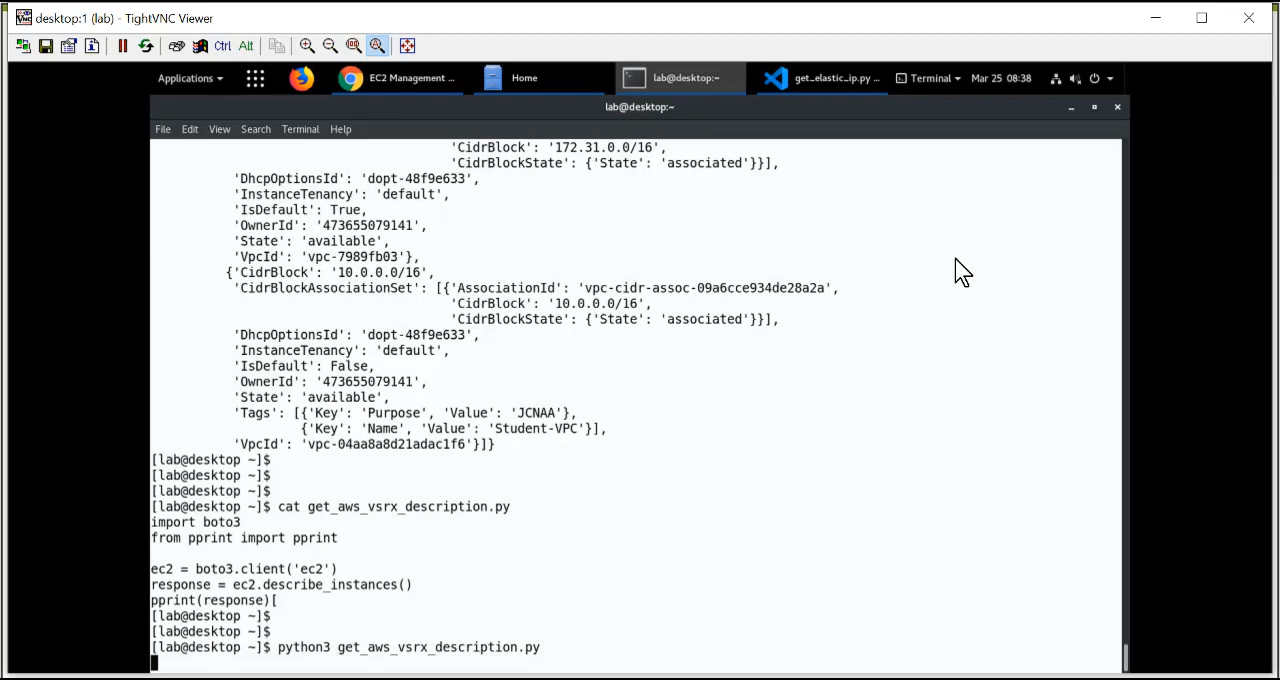 desktop:1 (lab) - TightVNC Viewer
Ctrl Alt
Applications EC2 Management ... Home lab@desktop:~ get_elastic_ip.py ... Terminal Mar 25 08:38
lab@desktop:~
File Edit View Search Terminal Help
'CidrBlock': '172.31.0.0/16',
'CidrBlockState': {'State': 'associated'}}],
'DhcpOptionsId': 'dopt-48f9e633',
'InstanceTenancy': 'default',
'IsDefault': True,
'OwnerId': '473655079141',
'State': 'available',
'VpcId': 'vpc-7989fb03'},
{'CidrBlock': '10.0.0.0/16',
'CidrBlockAssociationSet': [{'AssociationId': 'vpc-cidr-assoc-09a6cce934de28a2a',
'CidrBlock': '10.0.0.0/16',
'CidrBlockState': {'State': 'associated'}}],
'DhcpOptionsId': 'dopt-48f9e633',
'InstanceTenancy': 'default',
'IsDefault': False,
'OwnerId': '473655079141',
'State': 'available',
'Tags': [{'Key': 'Purpose', 'Value': 'JCNAA'},
{'Key': 'Name', 'Value': 'Student-VPC'}],
'VpcId': 'vpc-04aa8a8d21adac1f6'}]}
[lab@desktop ~]$
[lab@desktop ~]$
[lab@desktop ~]$
[lab@desktop ~]$ cat get_aws_vsrx_description.py
import boto3
from pprint import pprint
ec2 = boto3.client('ec2')
response = ec2.describe_instances()
pprint(response)[
[lab@desktop ~]$
[lab@desktop ~]$
[lab@desktop ~]$ python3 get_aws_vsrx_description.py